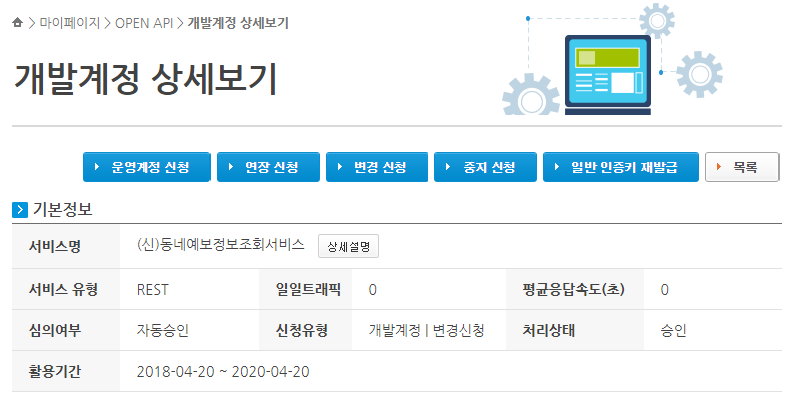 > 마이페이지 > OPEN API > 개발계정 상세보기
개발계정 상세보기
운영계정 신청 연장 신청 변경 신청 중지 신청 일반 인증키 재발급 목록
기본정보
서비스명 (신)동네예보정보조회서비스 상세설명
서비스 유형 REST 일일트래픽 0 평균응답속도(초) 0
심의여부 자동승인 신청유형 개발계정 | 변경신청 처리상태 승인
활용기간 2018-04-20 ~ 2020-04-20